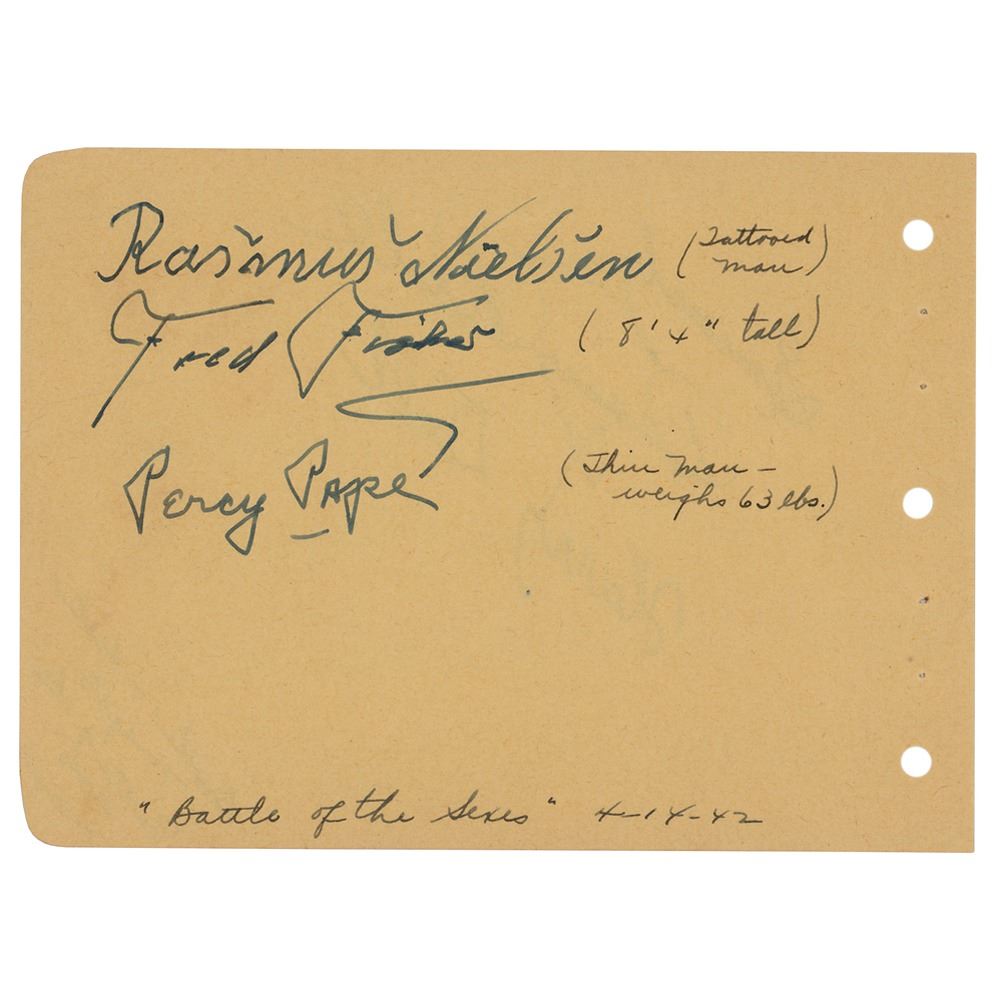 Rasmus Nielsen (Tattooed
man)
Fred Fisher (8'4" tall)
Percy Pape (Thin man –
weighs 63 lbs.)
"Battle of the Sexes" 4-14-42